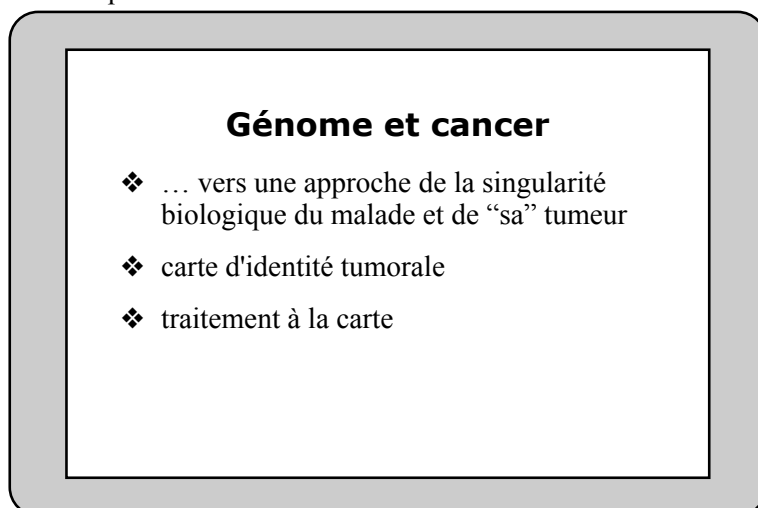 Génome et cancer
❖ … vers une approche de la singularité
biologique du malade et de “sa” tumeur
❖ carte d'identité tumorale
❖ traitement à la carte